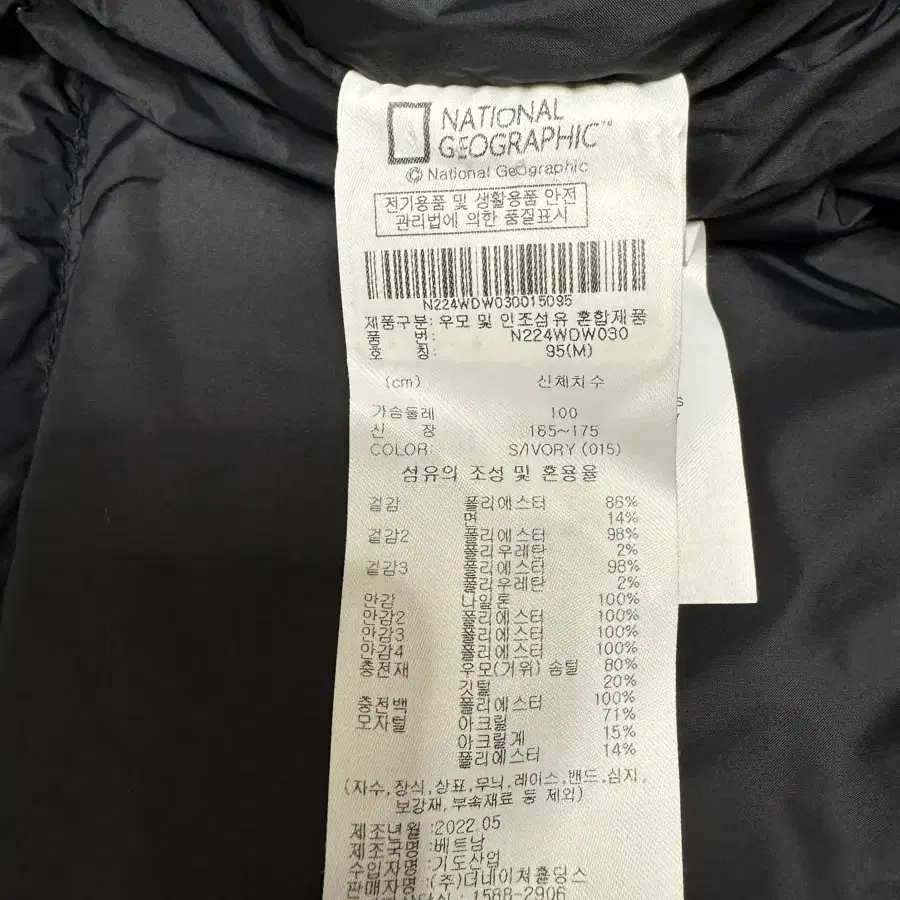 NATIONAL
GEOGRAPHIC™
© National Geographic
전기용품 및 생활용품 안전
관리법에 의한 품질표시
N224WDW030015095
제품구분: 우모 및 인조섬유 혼합제품
품 번: N224WDW030
호 칭: 95(M)
(cm) 신체치수
가슴둘레 100
신 장 165~175
COLOR: S/IVORY (015)
섬유의 조성 및 혼용율
겉감 폴리에스터 86%
면 14%
겉감2 폴리에스터 98%
폴리우레탄 2%
겉감3 폴리에스터 98%
폴리우레탄 2%
안감 나일론 100%
안감2 폴리에스터 100%
안감3 폴리에스터 100%
안감4 폴리에스터 100%
충전재 우모(거위) 솜털 80%
깃털 20%
충전백 폴리에스터 100%
모자털 아크릴 71%
아크릴계 15%
폴리에스터 14%
(자수,장식,상표,무늬,레이스,밴드,심지,
보강재,부속재료 등 제외)
제조년월 :2022.05
제조국명 :베트남
수입자명 :기도산업
판매자명 :(주)더네이쳐홀딩스
1588-2906